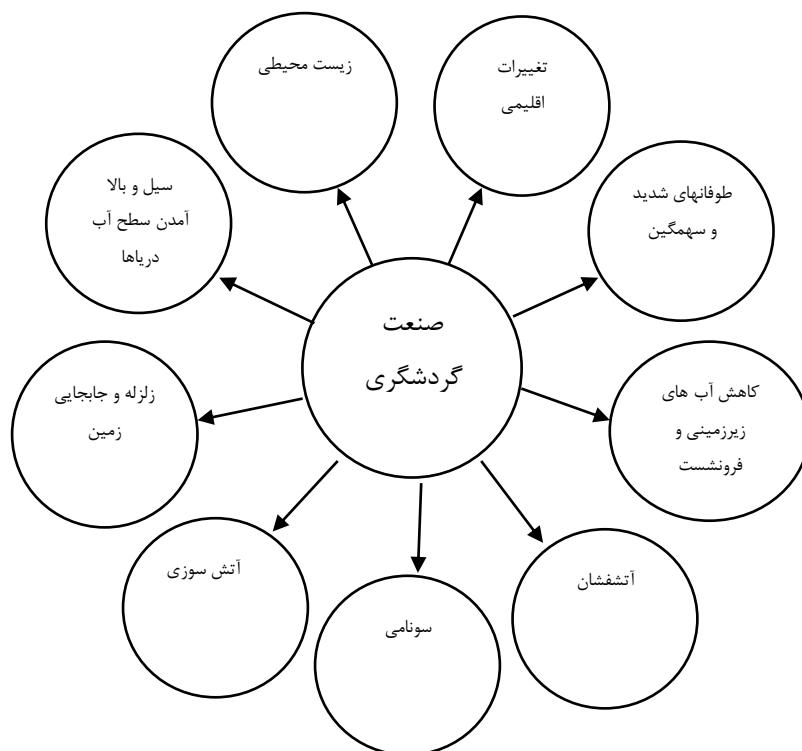 زیست محیطی
تغییرات
اقلیمی
سیل و بالا
آمدن سطح آب
دریاها
طوفانهای شدید
و سهمگین
صنعت
گردشگری
زلزله و جابجایی
زمین
کاهش آب های
زیرزمینی و
فرونشست
آتش سوزی
سونامی
آتشفشان